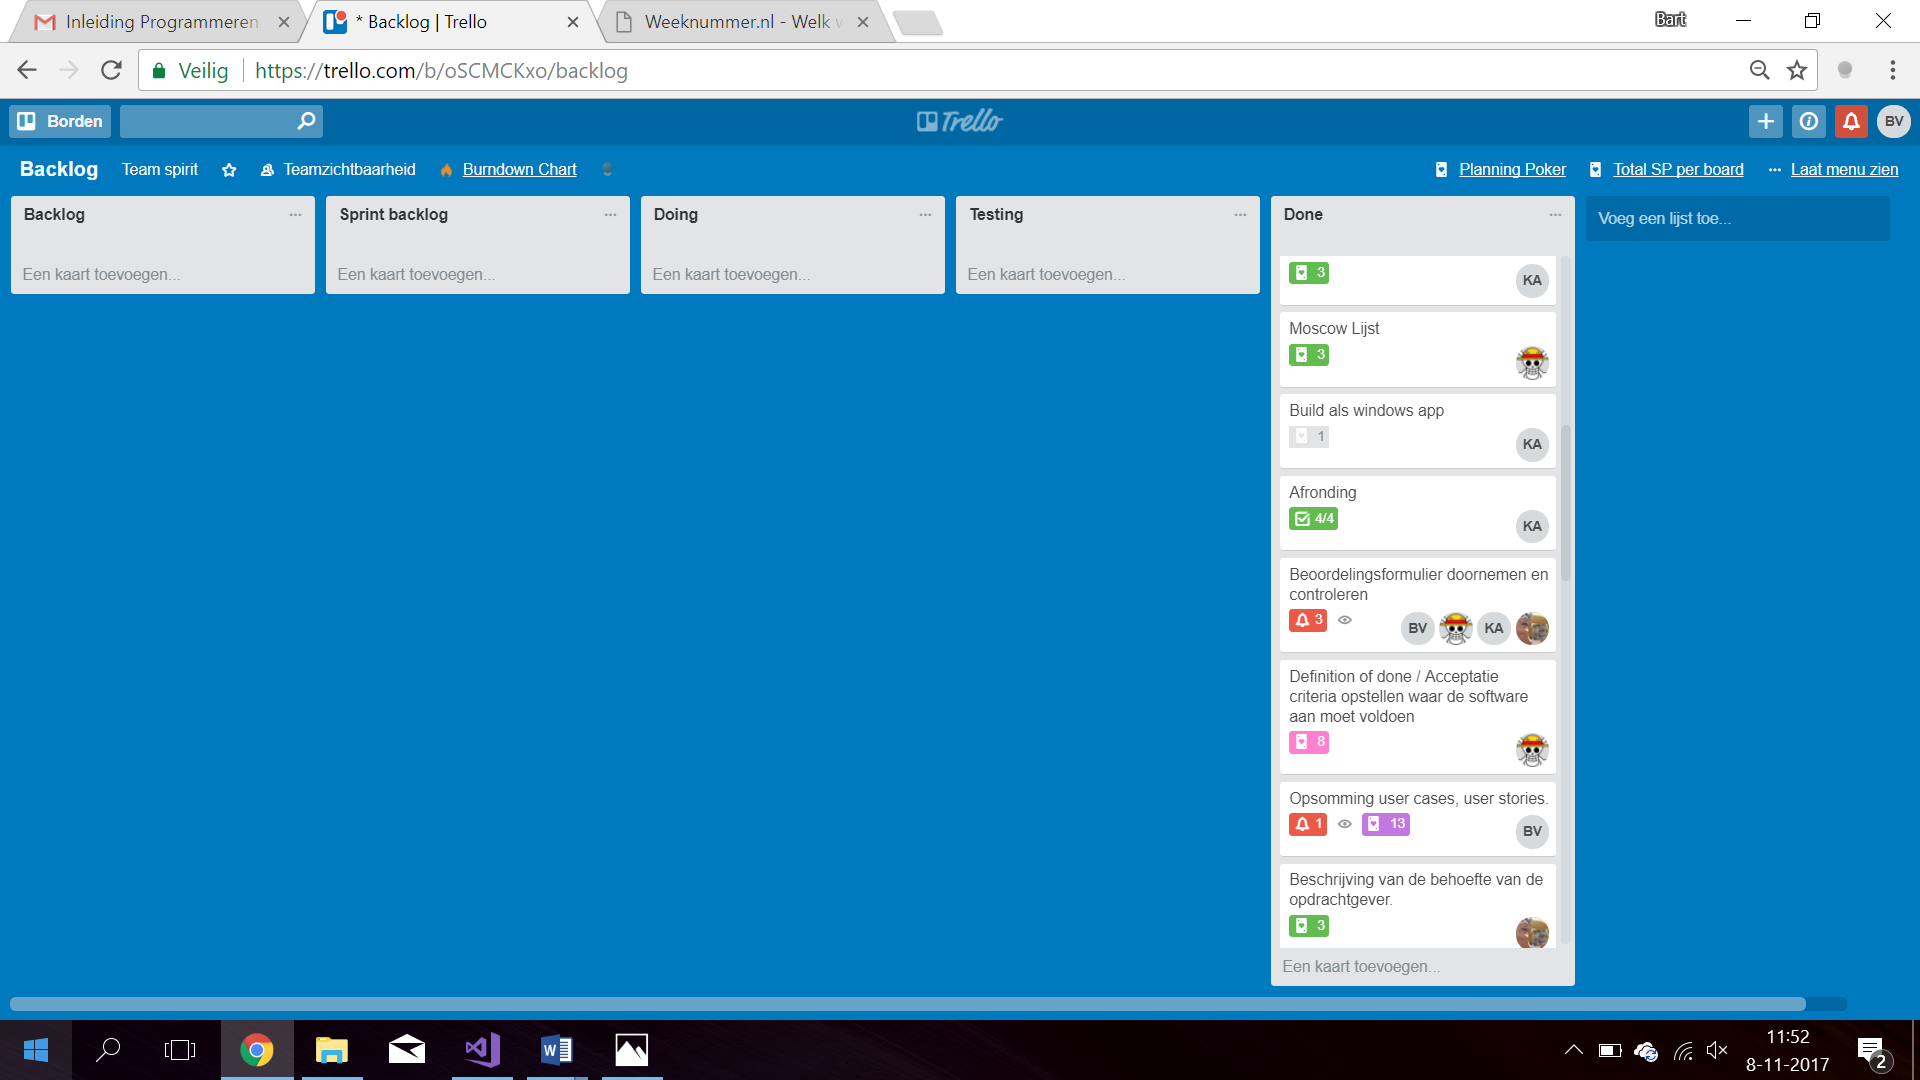 Inleiding Programmeren
* Backlog | Trello
Weeknummer.nl - Welk
Bart
Veilig
https://trello.com/b/oSCMCKxo/backlog
Borden
Trello
BV
Backlog
Team spirit
Teamzichtbaarheid
Burndown Chart
Planning Poker
Total SP per board
Laat menu zien
Backlog
Een kaart toevoegen...
Sprint backlog
Een kaart toevoegen...
Doing
Een kaart toevoegen...
Testing
Een kaart toevoegen...
Done
3
KA
Moscow Lijst
3
Build als windows app
1
KA
Afronding
4/4
KA
Beoordelingsformulier doornemen en
controleren
3
BV
KA
Definition of done / Acceptatie
criteria opstellen waar de software
aan moet voldoen
8
Opsomming user cases, user stories.
1
13
BV
Beschrijving van de behoefte van de
opdrachtgever.
3
Een kaart toevoegen...
Voeg een lijst toe...
11:52
8-11-2017
2